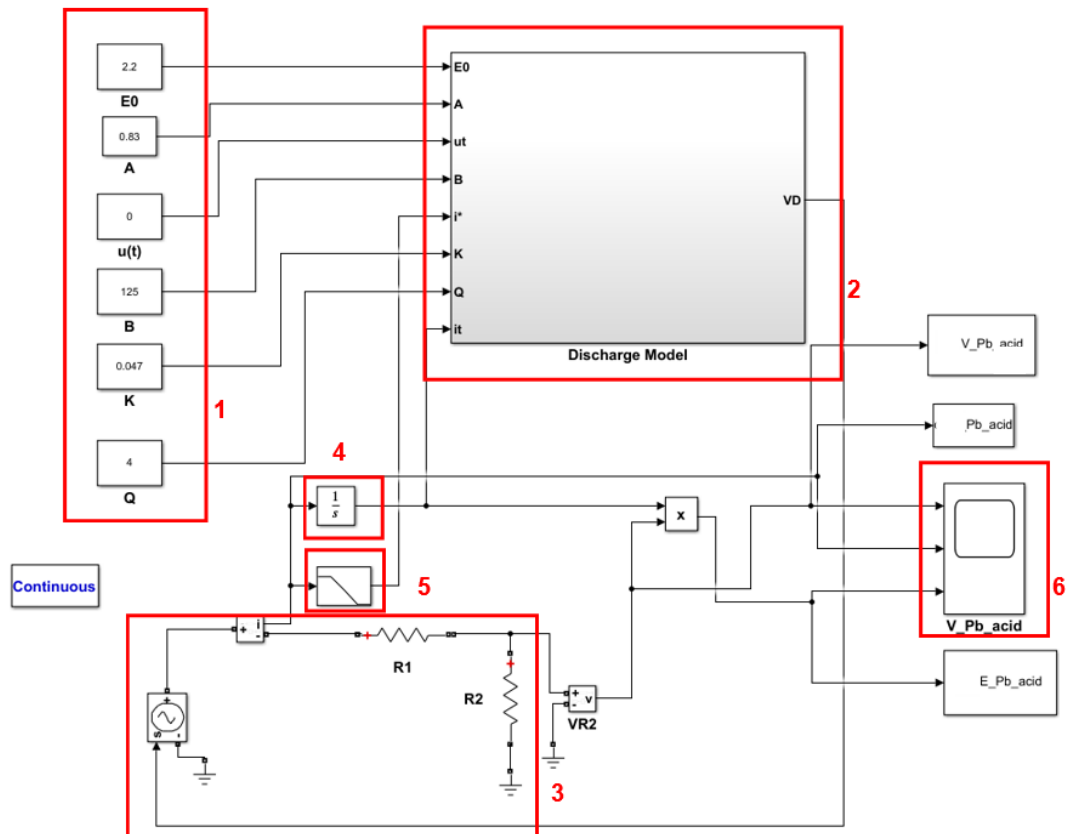 2.2
E0
0.83
A
0
u(t)
125
B
0.047
K
4
Q
1
E0
A
ut
B
i*
K
Q
it
VD
Discharge Model
2
V_Pb_acid
_Pb_acid
4
1
s
x
5
V_Pb_acid
6
E_Pb_acid
Continuous
+
-
i
+
R1
+
R2
+
-
v
VR2
+
-
s
3